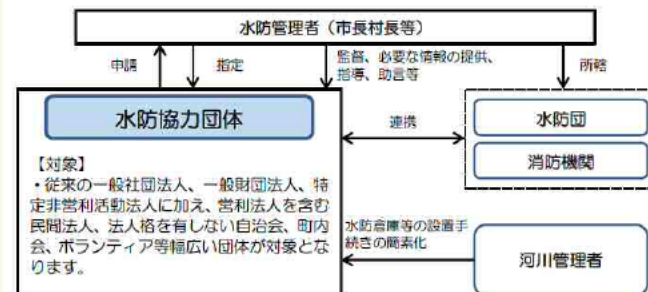 水防管理者（市長村長等）
申請
指定
監督、必要な情報の提供、
指導、助言等
所轄
水防協力団体
【対象】
・従来の一般社団法人、一般財団法人、特
定非営利活動法人に加え、営利法人を含む
民間法人、法人格を有しない自治会、町内
会、ボランティア等幅広い団体が対象とな
ります。
連携
水防団
消防機関
水防倉庫等の設置手
続きの簡素化
河川管理者